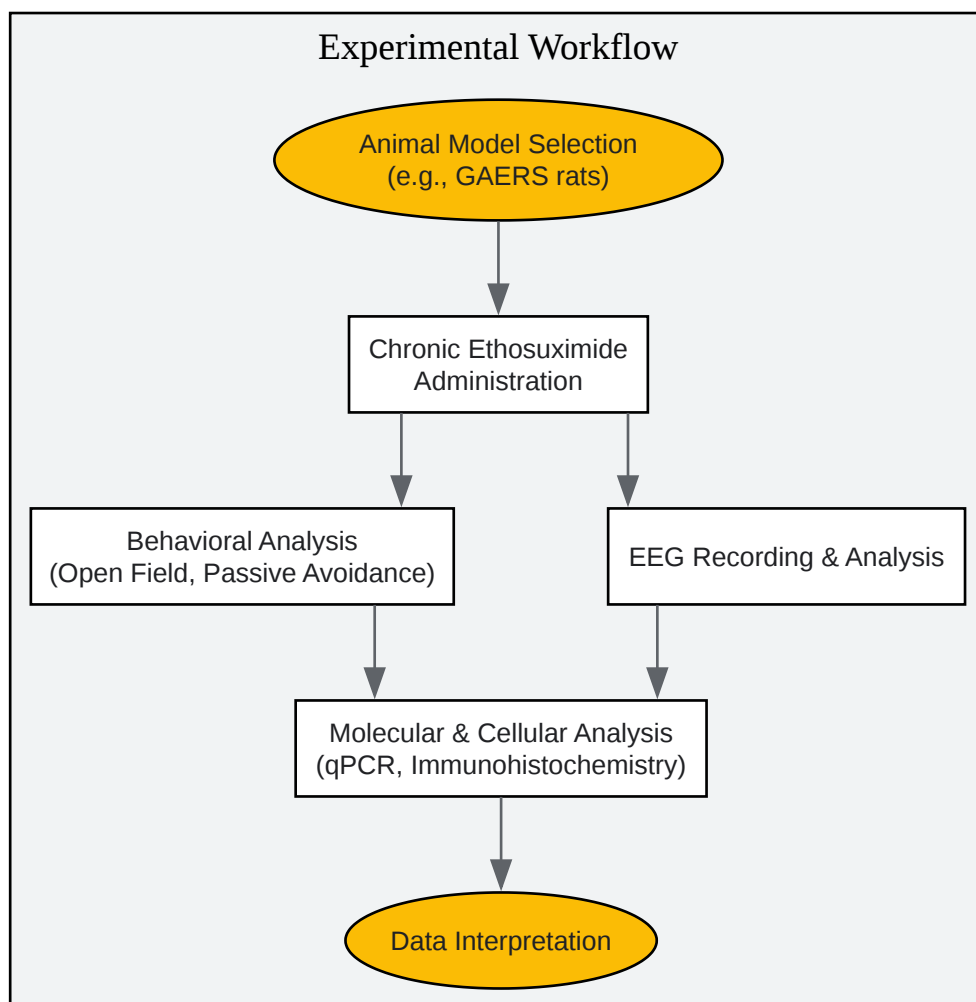 Experimental Workflow
Animal Model Selection
(e.g., GAERS rats)
Chronic Ethosuximide
Administration
Behavioral Analysis
(Open Field, Passive Avoidance)
EEG Recording & Analysis
Molecular & Cellular Analysis
(qPCR, Immunohistochemistry)
Data Interpretation